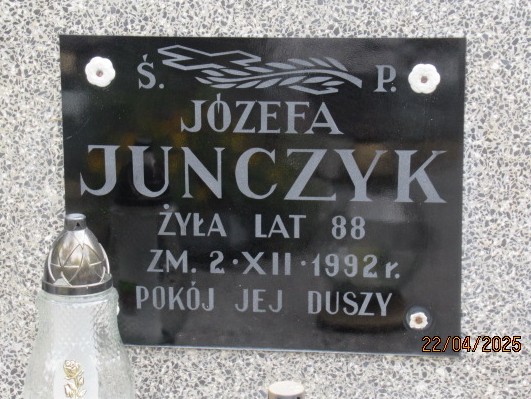 Ś. P.
JÓZEFA
JUNCZYK
ŻYŁA LAT 88
ZM. 2·XII·1992 r.
POKÓJ JEJ DUSZY
22/04/2025